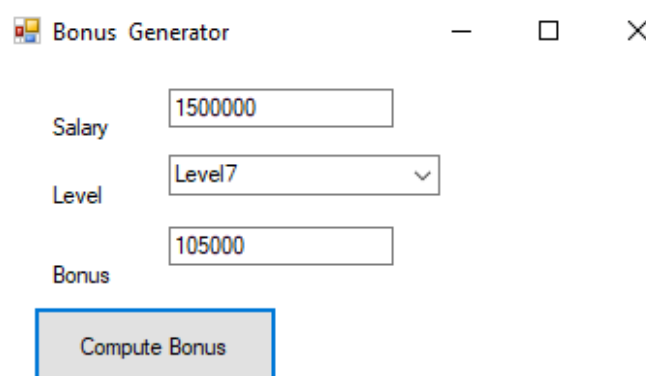 Bonus Generator
Salary 1500000
Level Level7
Bonus 105000
Compute Bonus